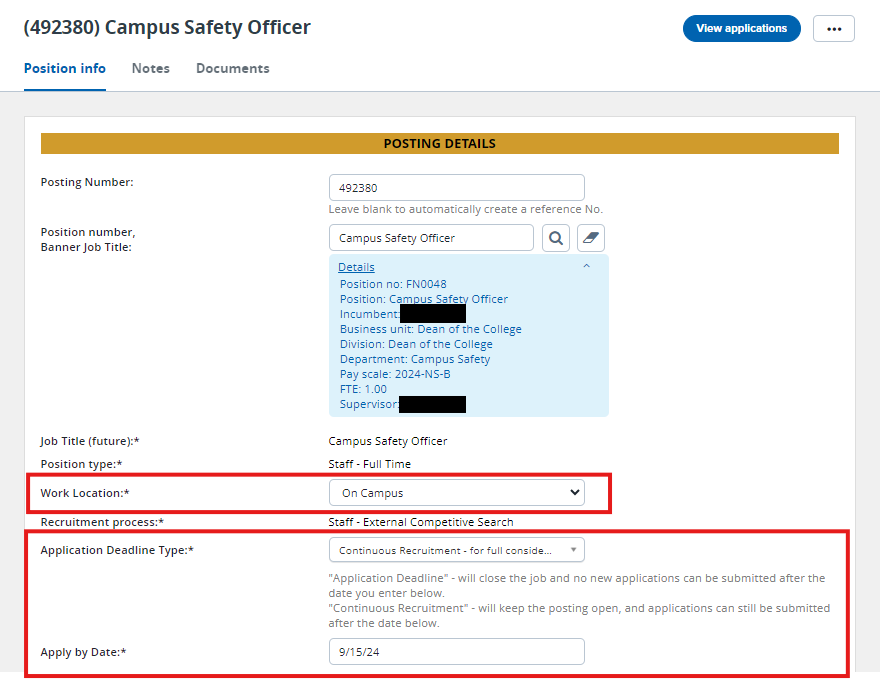 (492380) Campus Safety Officer
View applications
•••
Position info Notes Documents
POSTING DETAILS
Posting Number:
492380
Leave blank to automatically create a reference No.
Position number,
Banner Job Title:
Campus Safety Officer
Details
Position no: FN0048
Position: Campus Safety Officer
Incumbent:
Business unit: Dean of the College
Division: Dean of the College
Department: Campus Safety
Pay scale: 2024-NS-B
FTE: 1.00
Supervisor:
Job Title (future):* Campus Safety Officer
Position type:* Staff - Full Time
Work Location:* On Campus
Recruitment process:* Staff - External Competitive Search
Application Deadline Type:* Continuous Recruitment - for full conside...
"Application Deadline" - will close the job and no new applications can be submitted after the
date you enter below.
"Continuous Recruitment" - will keep the posting open, and applications can still be submitted
after the date below.
Apply by Date:* 9/15/24